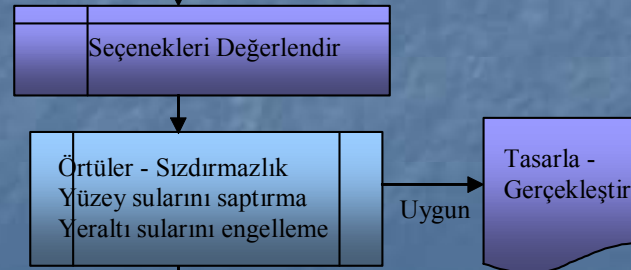 Seçenekleri Değerlendir
Örtüler - Sızdırmazlık
Yüzey sularını saptırma
Yeraltı sularını engelleme
Uygun
Tasarla -
Gerçekleştir